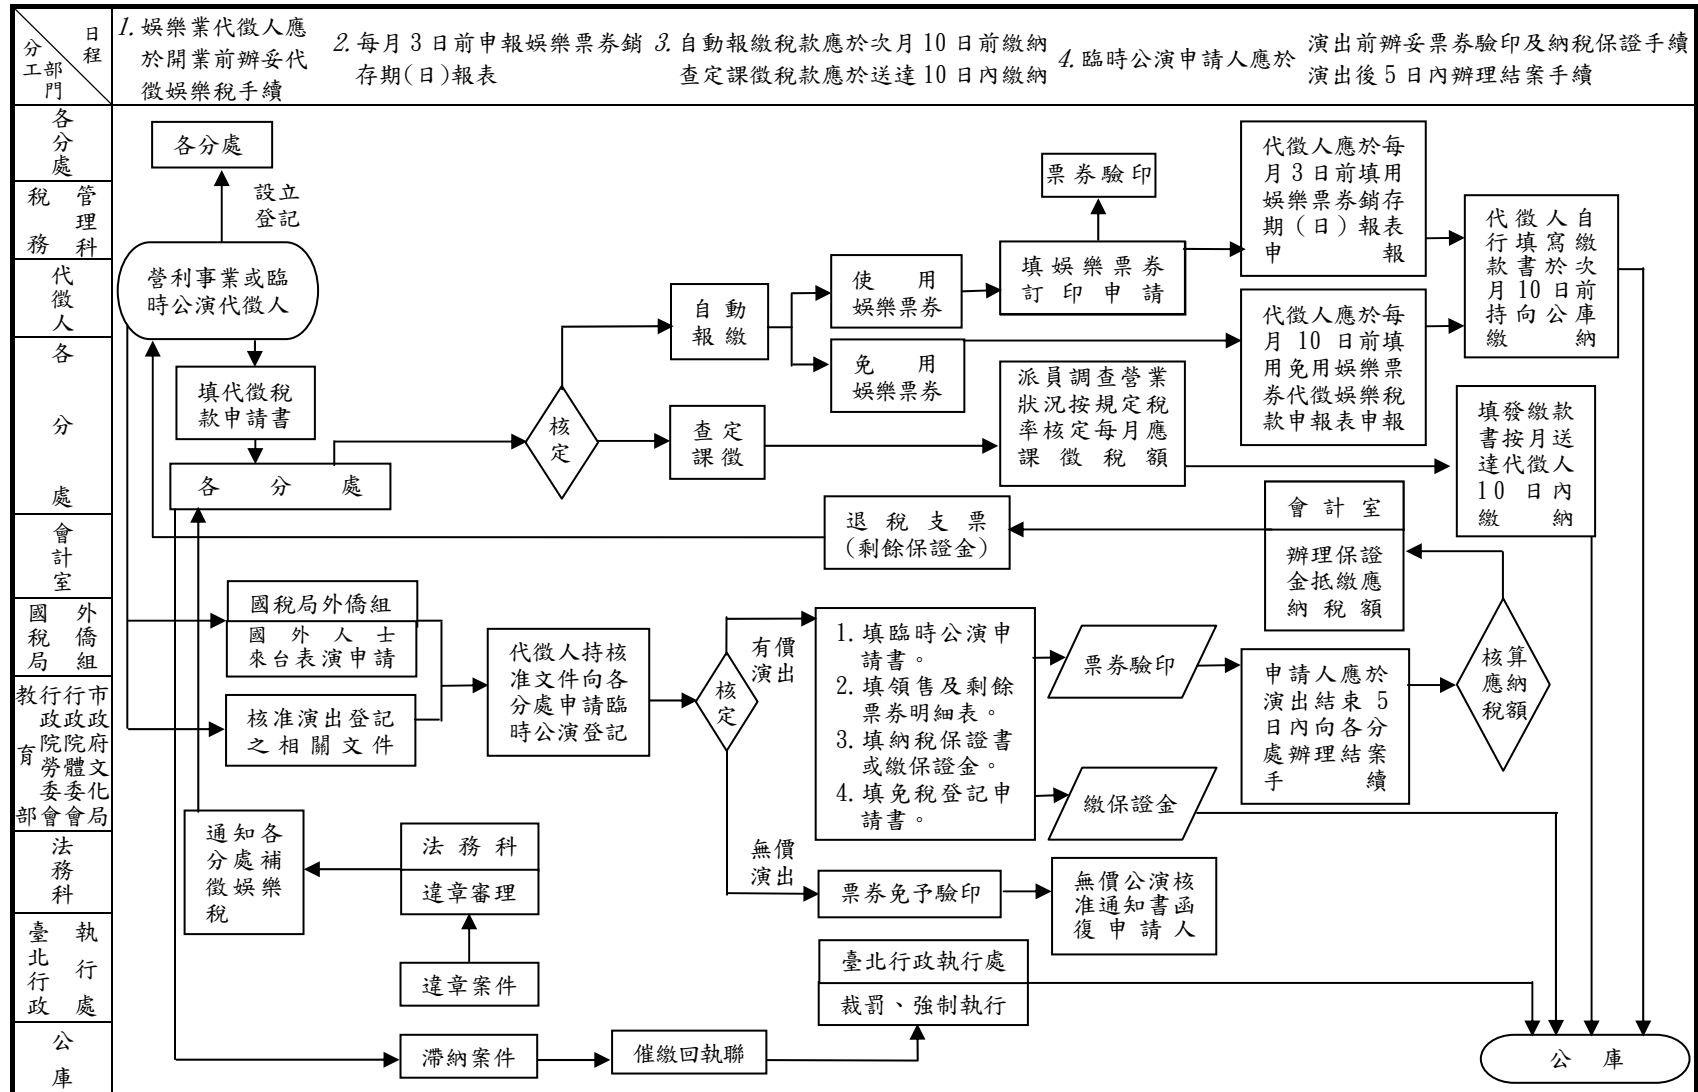 日程
分工部門
1. 娛樂業代徵人應
於開業前辦妥代
徵娛樂稅手續
2. 每月 3 日前申報娛樂票券銷
存期(日)報表
3. 自動報繳稅款應於次月 10 日前繳納
查定課徵稅款應於送達 10 日內繳納
4. 臨時公演申請人應於
演出前辦妥票券驗印及納稅保證手續
演出後 5 日內辦理結案手續
各分處
稅務管理科
代徵人
各分處
會計室
國稅局外僑組
教育部
行政院勞委會
行政院體委會
市政府文化局
法務科
臺北行政執行處
公庫
各分處
設立
登記
營利事業或臨
時公演代徵人
填代徵稅
款申請書
各分處
核定
自動
報繳
查定
課徵
使用
娛樂票券
免用
娛樂票券
票券驗印
填娛樂票券
訂印申請
派員調查營業
狀況按規定稅
率核定每月應
課徵稅額
代徵人應於每
月 3 日前填用
娛樂票券銷存
期(日)報表
申報
代徵人應於每
月 10 日前填
用免用娛樂票
券代徵娛樂稅
款申報表申報
代徵人自
行填寫繳
款書於次
月 10 日前
持向公庫
繳納
填發繳款
書按月送
達代徵人
10 日內
繳納
退稅支票
(剩餘保證金)
會計室
辦理保證
金抵繳應
納稅額
國稅局外僑組
國外人士
來台表演申請
核准演出登記
之相關文件
代徵人持核
准文件向各
分處申請臨
時公演登記
核定
有價
演出
無價
演出
1. 填臨時公演申
請書。
2. 填領售及剩餘
票券明細表。
3. 填納稅保證書
或繳保證金。
4. 填免稅登記申
請書。
票券驗印
繳保證金
申請人應於
演出結束 5
日內向各分
處辦理結案
手續
核算
應納
稅額
票券免予驗印
無價公演核
准通知書函
復申請人
通知各
分處補
徵娛樂
稅
法務科
違章審理
違章案件
滯納案件
催繳回執聯
臺北行政執行處
裁罰、強制執行
公庫